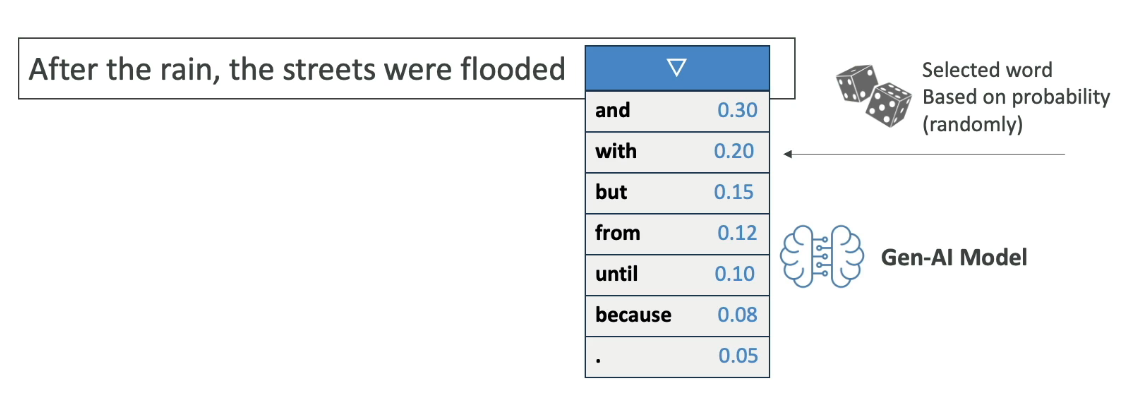 After the rain, the streets were flooded
and 0.30
with 0.20
but 0.15
from 0.12
until 0.10
because 0.08
. 0.05
Selected word
Based on probability
(randomly)
Gen-AI Model